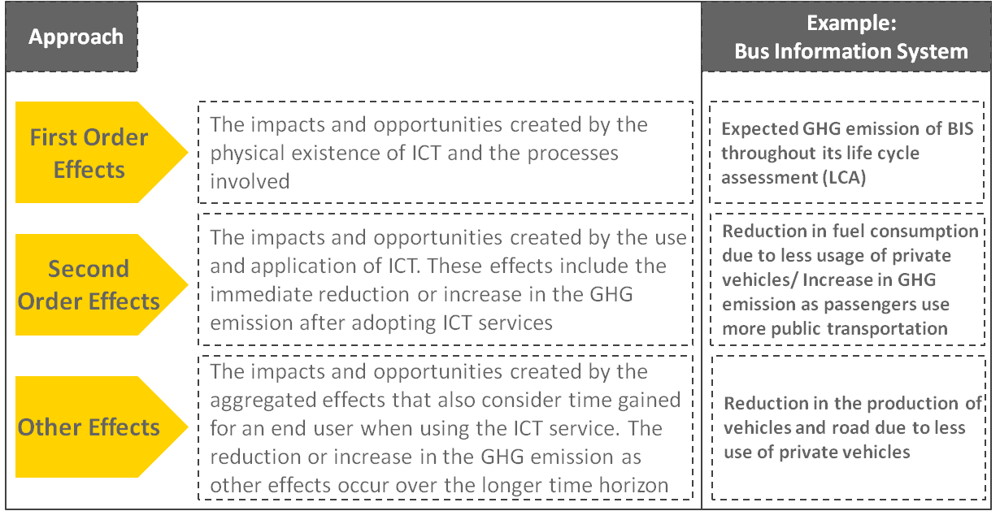 Approach
Example:
Bus Information System
First Order
Effects
The impacts and opportunities created by the
physical existence of ICT and the processes
involved
Expected GHG emission of BIS
throughout its life cycle
assessment (LCA)
Second
Order Effects
The impacts and opportunities created by the use
and application of ICT. These effects include the
immediate reduction or increase in the GHG
emission after adopting ICT services
Reduction in fuel consumption
due to less usage of private
vehicles/ Increase in GHG
emission as passengers use
more public transportation
Other Effects
The impacts and opportunities created by the
aggregated effects that also consider time gained
for an end user when using the ICT service. The
reduction or increase in the GHG emission as
other effects occur over the longer time horizon
Reduction in the production of
vehicles and road due to less
use of private vehicles